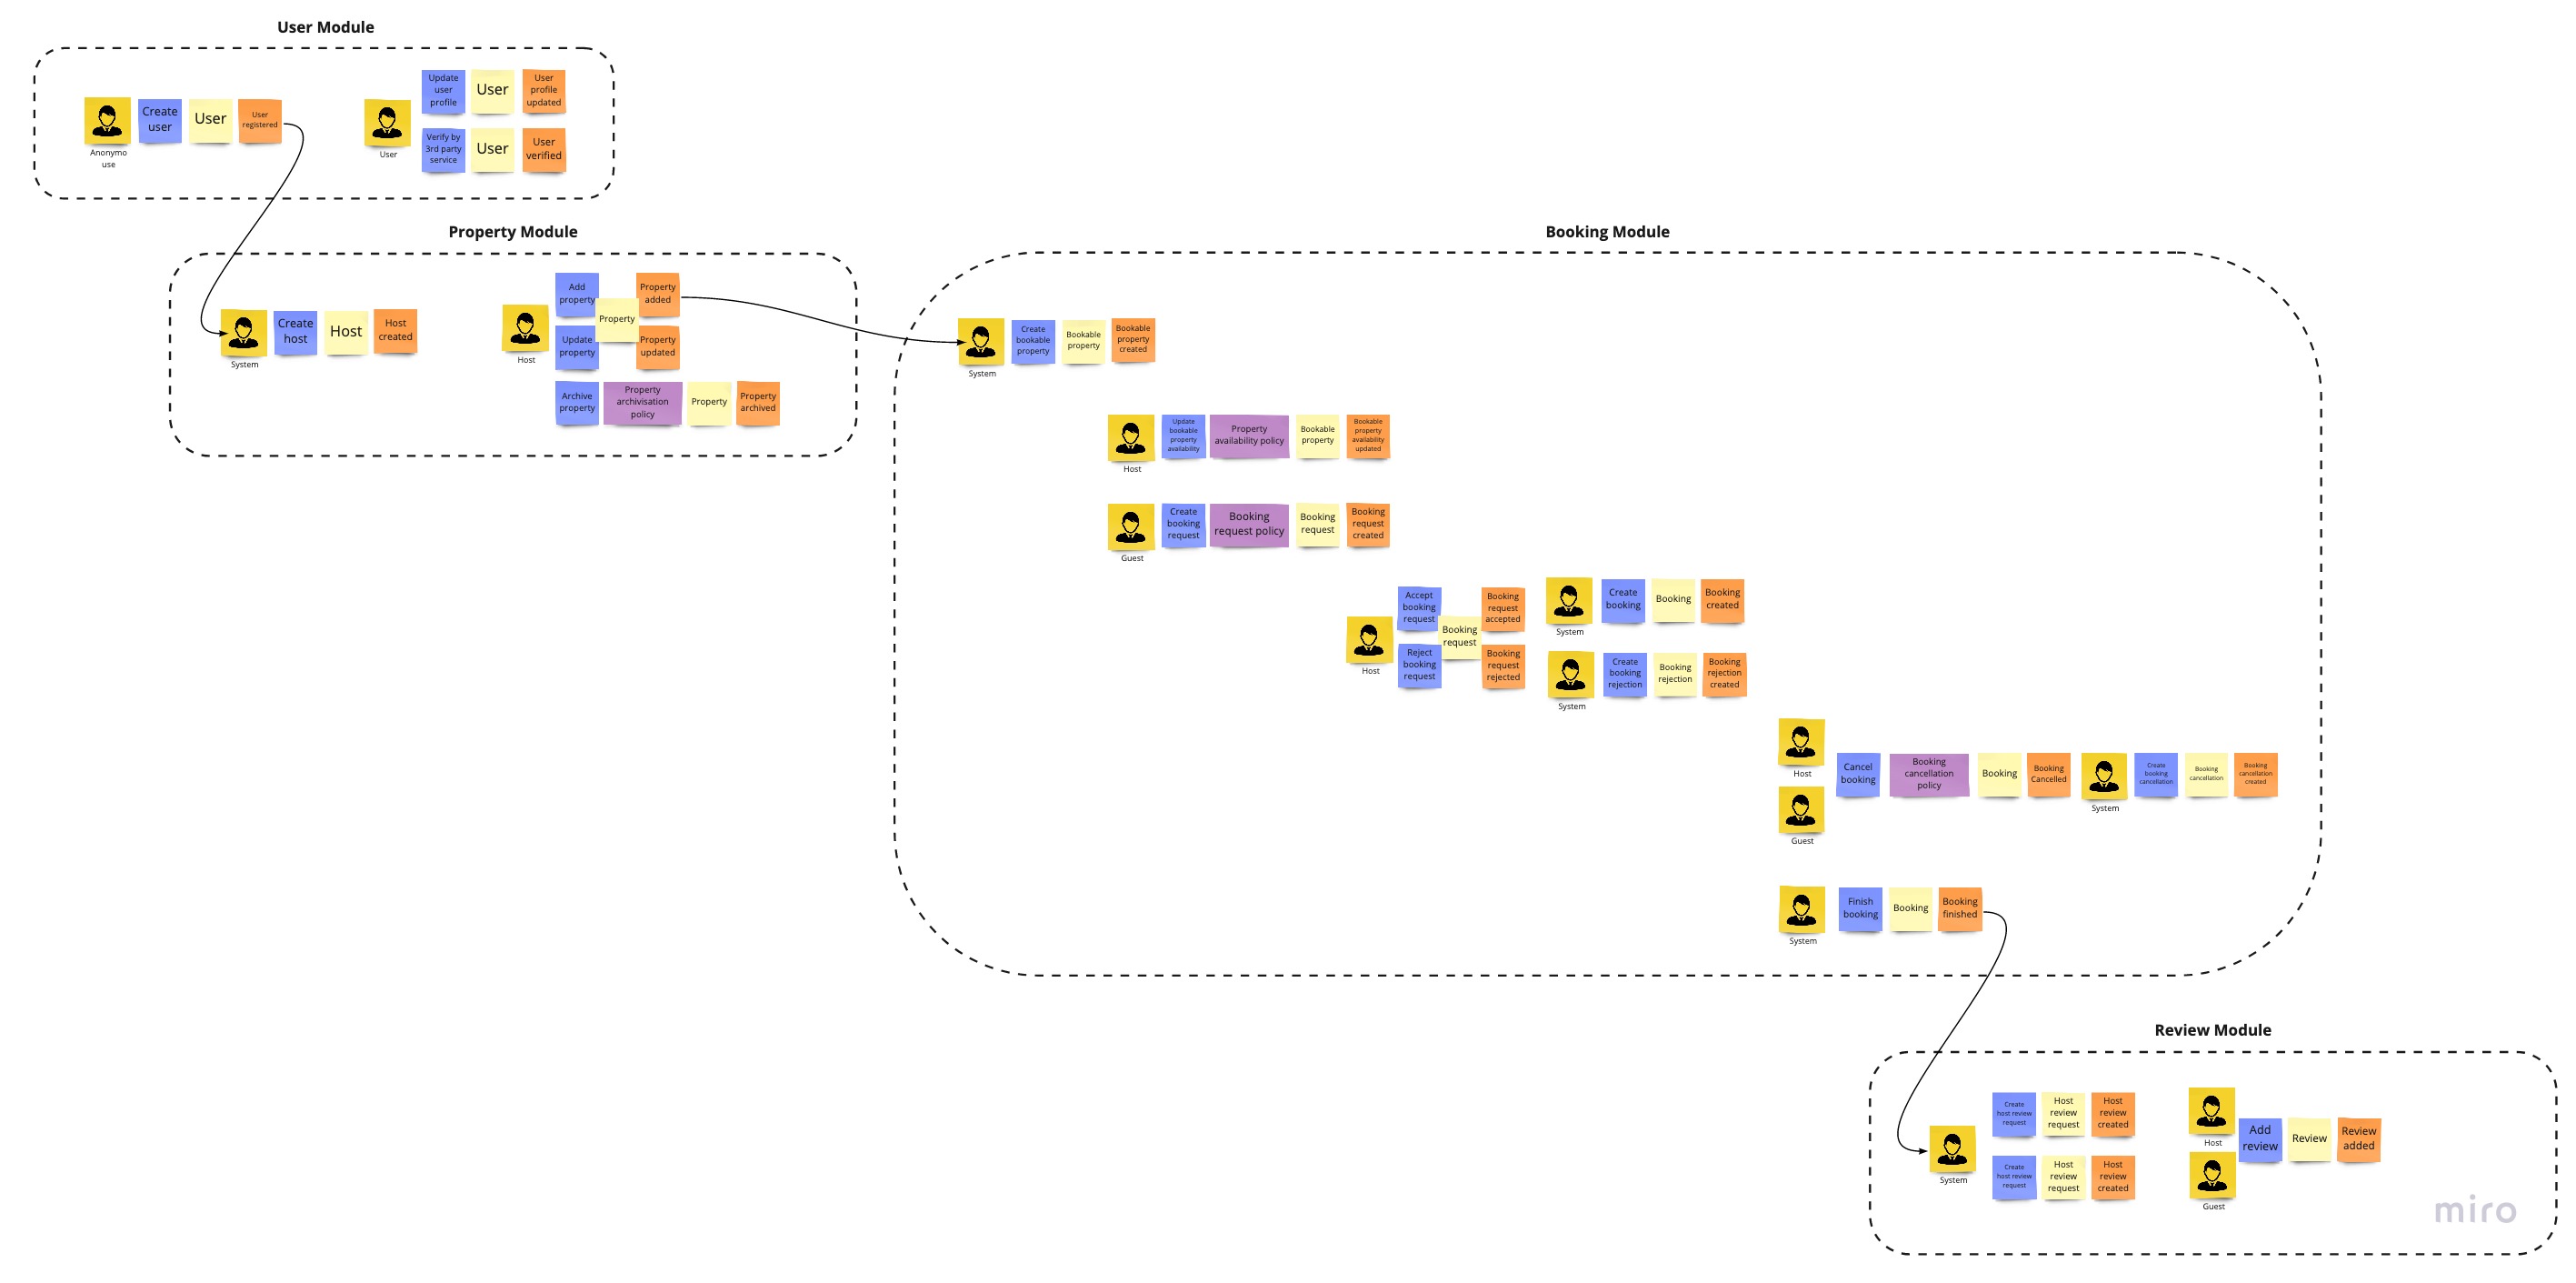 User Module
Create
user
User
User
registered
Anonymo
use
User
Update
user
profile
User
User
profile
updated
Verify by
3rd party
service
User
User
verified
Property Module
System
Create
host
Host
Host
created
Host
Add
property
Property
Property
added
Update
property
Property
updated
Archive
property
Property
archivisation
policy
Property
Property
archived
Booking Module
System
Create
bookable
property
Bookable
property
Bookable
property
created
Host
Update
bookable
property
availability
Property
availability policy
Bookable
property
Bookable
property
availability
updated
Guest
Create
booking
request
Booking
request policy
Booking
request
Booking
request
created
Host
Accept
booking
request
Booking
request
Booking
request
accepted
Reject
booking
request
Booking
request
rejected
System
Create
booking
Booking
Booking
created
System
Create
booking
rejection
Booking
rejection
Booking
rejection
created
Host
Guest
Cancel
booking
Booking
cancellation
policy
Booking
Booking
Cancelled
System
Create
booking
cancellation
Booking
cancellation
Booking
cancellation
created
System
Finish
booking
Booking
Booking
finished
Review Module
System
Create
host review
request
Host
review
request
Host
review
created
Create
host review
request
Host
review
request
Host
review
created
Host
Guest
Add
review
Review
Review
added
miro